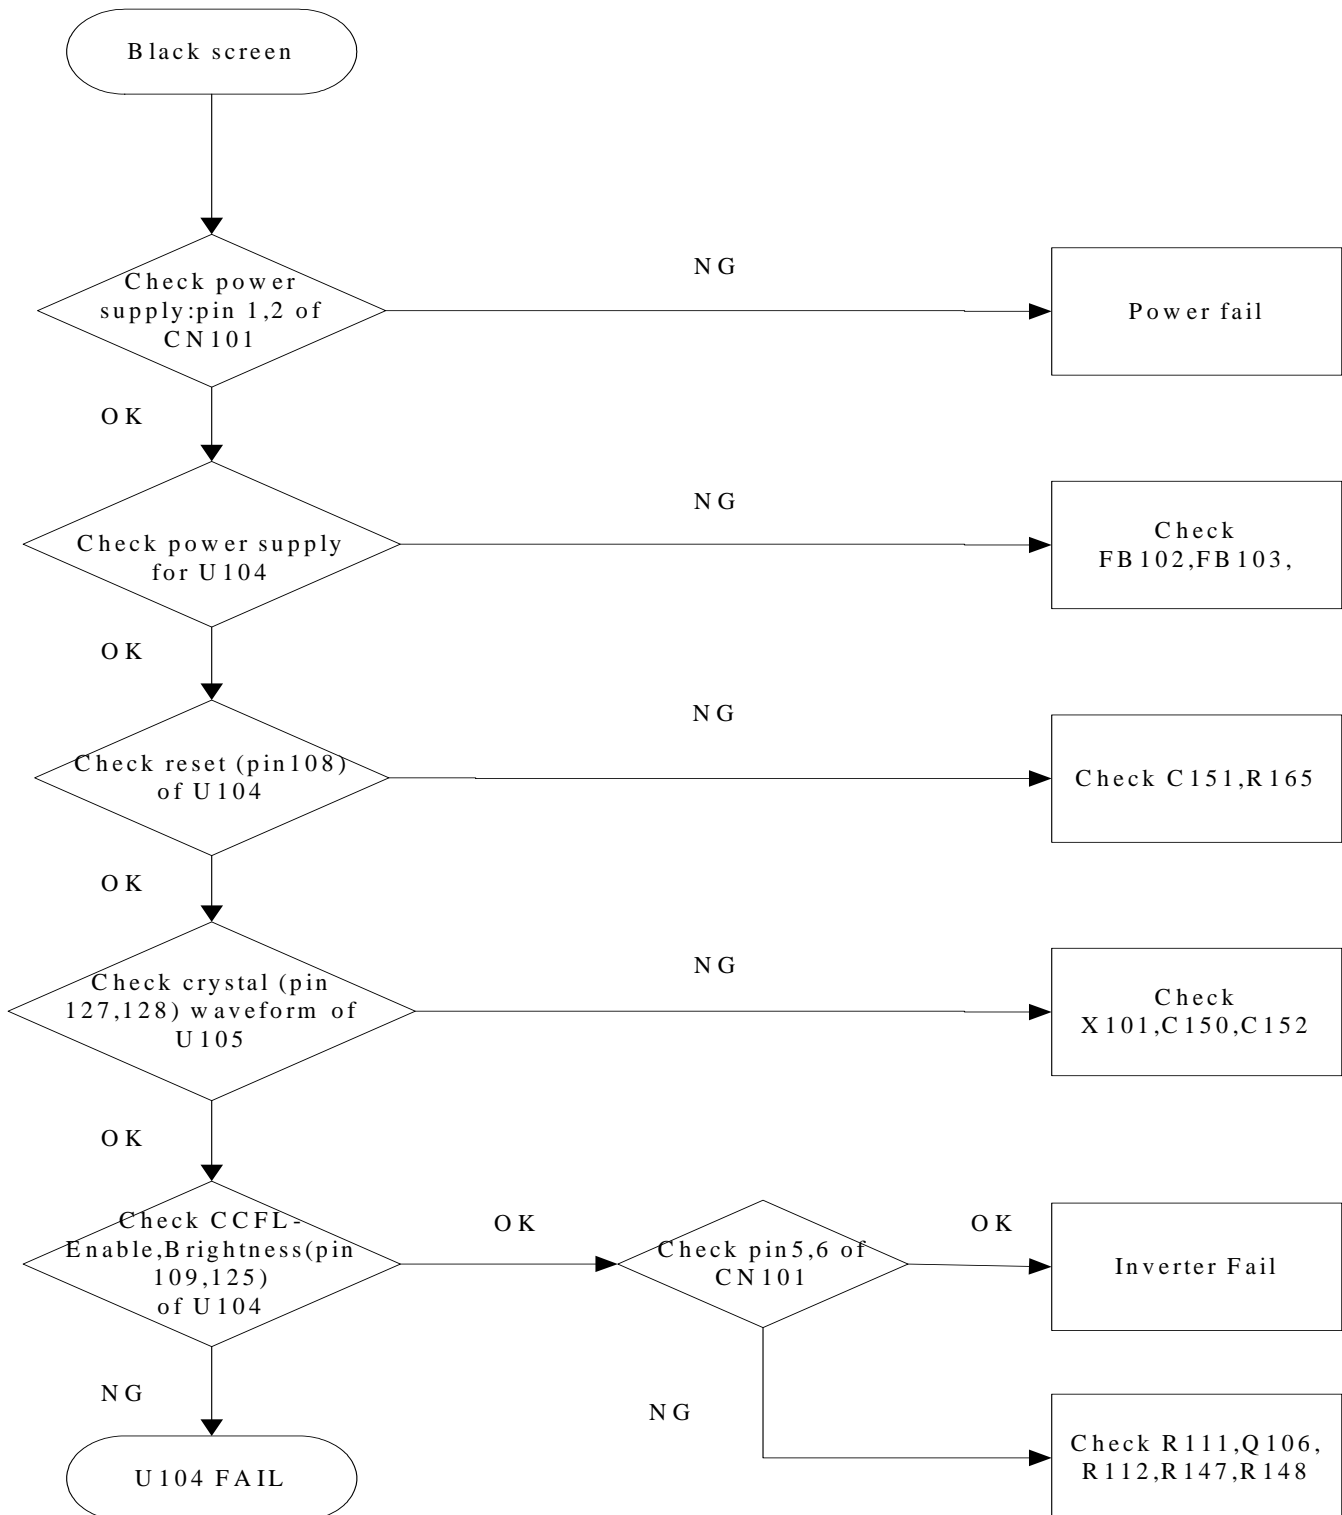 Black screen
NG
Check power
supply:pin 1,2 of
CN101
Power fail
OK
NG
Check power supply
for U104
Check
FB102,FB103,
OK
NG
Check reset (pin108)
of U104
Check C151,R165
OK
NG
Check crystal (pin
127,128) waveform of
U105
Check
X101,C150,C152
OK
Check CCFL-
Enable,Brightness(pin
109,125)
of U104
OK
Check pin5,6 of
CN101
OK
Inverter Fail
NG
NG
Check R111,Q106,
R112,R147,R148
U104 FAIL